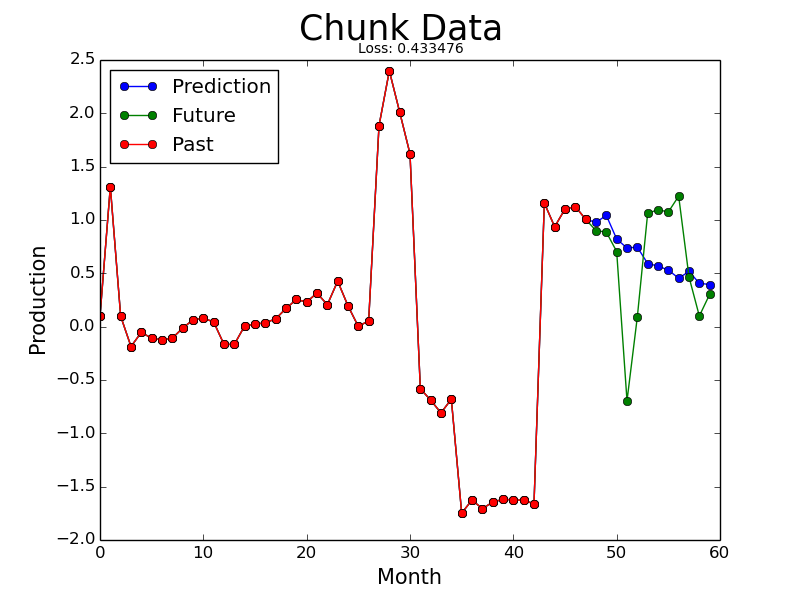 Chunk Data
Loss: 0.433476
Prediction
Future
Past
2.5
2.0
1.5
1.0
0.5
0.0
−0.5
−1.0
−1.5
−2.0
Production
0 10 20 30 40 50 60
Month